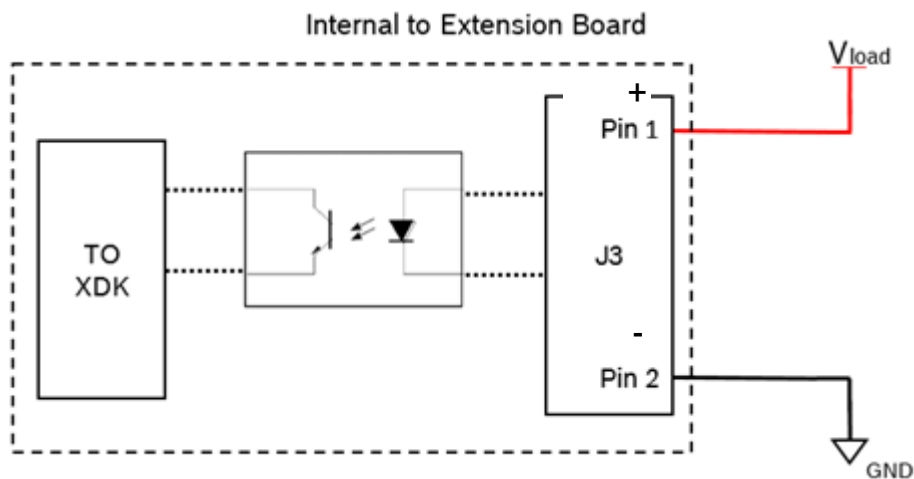 Internal to Extension Board
Vload
+
Pin 1
TO
XDK
J3
-
Pin 2
GND